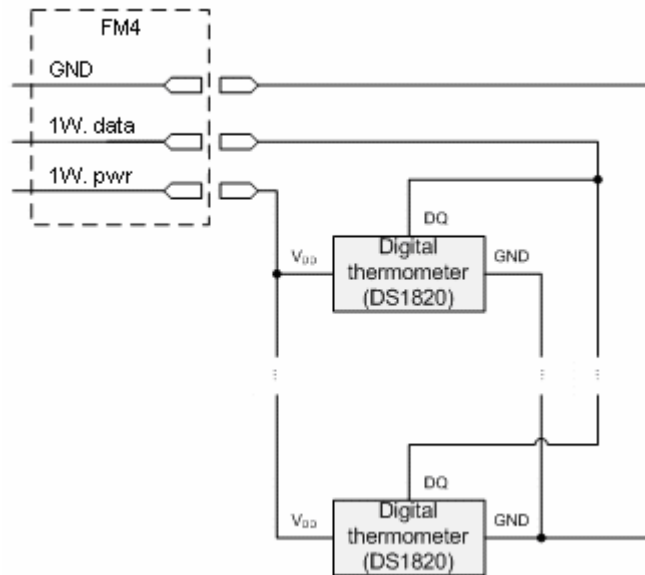 FM4
GND
1W. data
1W. pwr
DQ
VDD
Digital
thermometer
(DS1820)
GND
DQ
VDD
Digital
thermometer
(DS1820)
GND